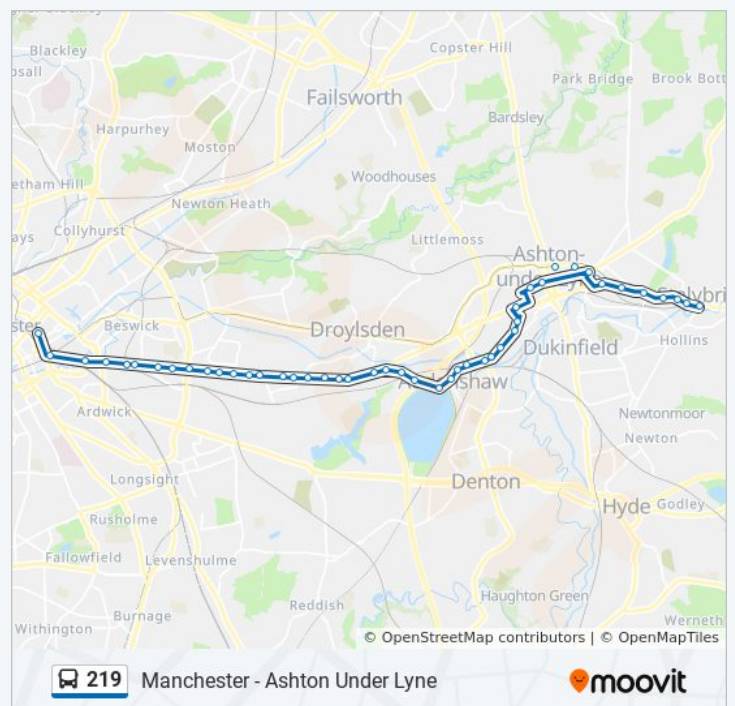 Blackley
Copster Hill
Park Bridge
Brook Bott
Failsworth
Harpurhey
Bardsley
Moston
Woodhouses
etham Hill
Newton Heath
Collyhurst
Littlemoss
Ashton-
Beswick
Droylsden
Dukinfield
Hollins
Ardwick
Newtonmoor
Newton
Longsight
Denton
Hyde
Godley
Rusholme
Fallowfield
Levenshulme
Haughton Green
Reddish
Burnage
Withington
Werneth
© OpenStreetMap contributors | © OpenMapTiles
219 Manchester - Ashton Under Lyne
moovit